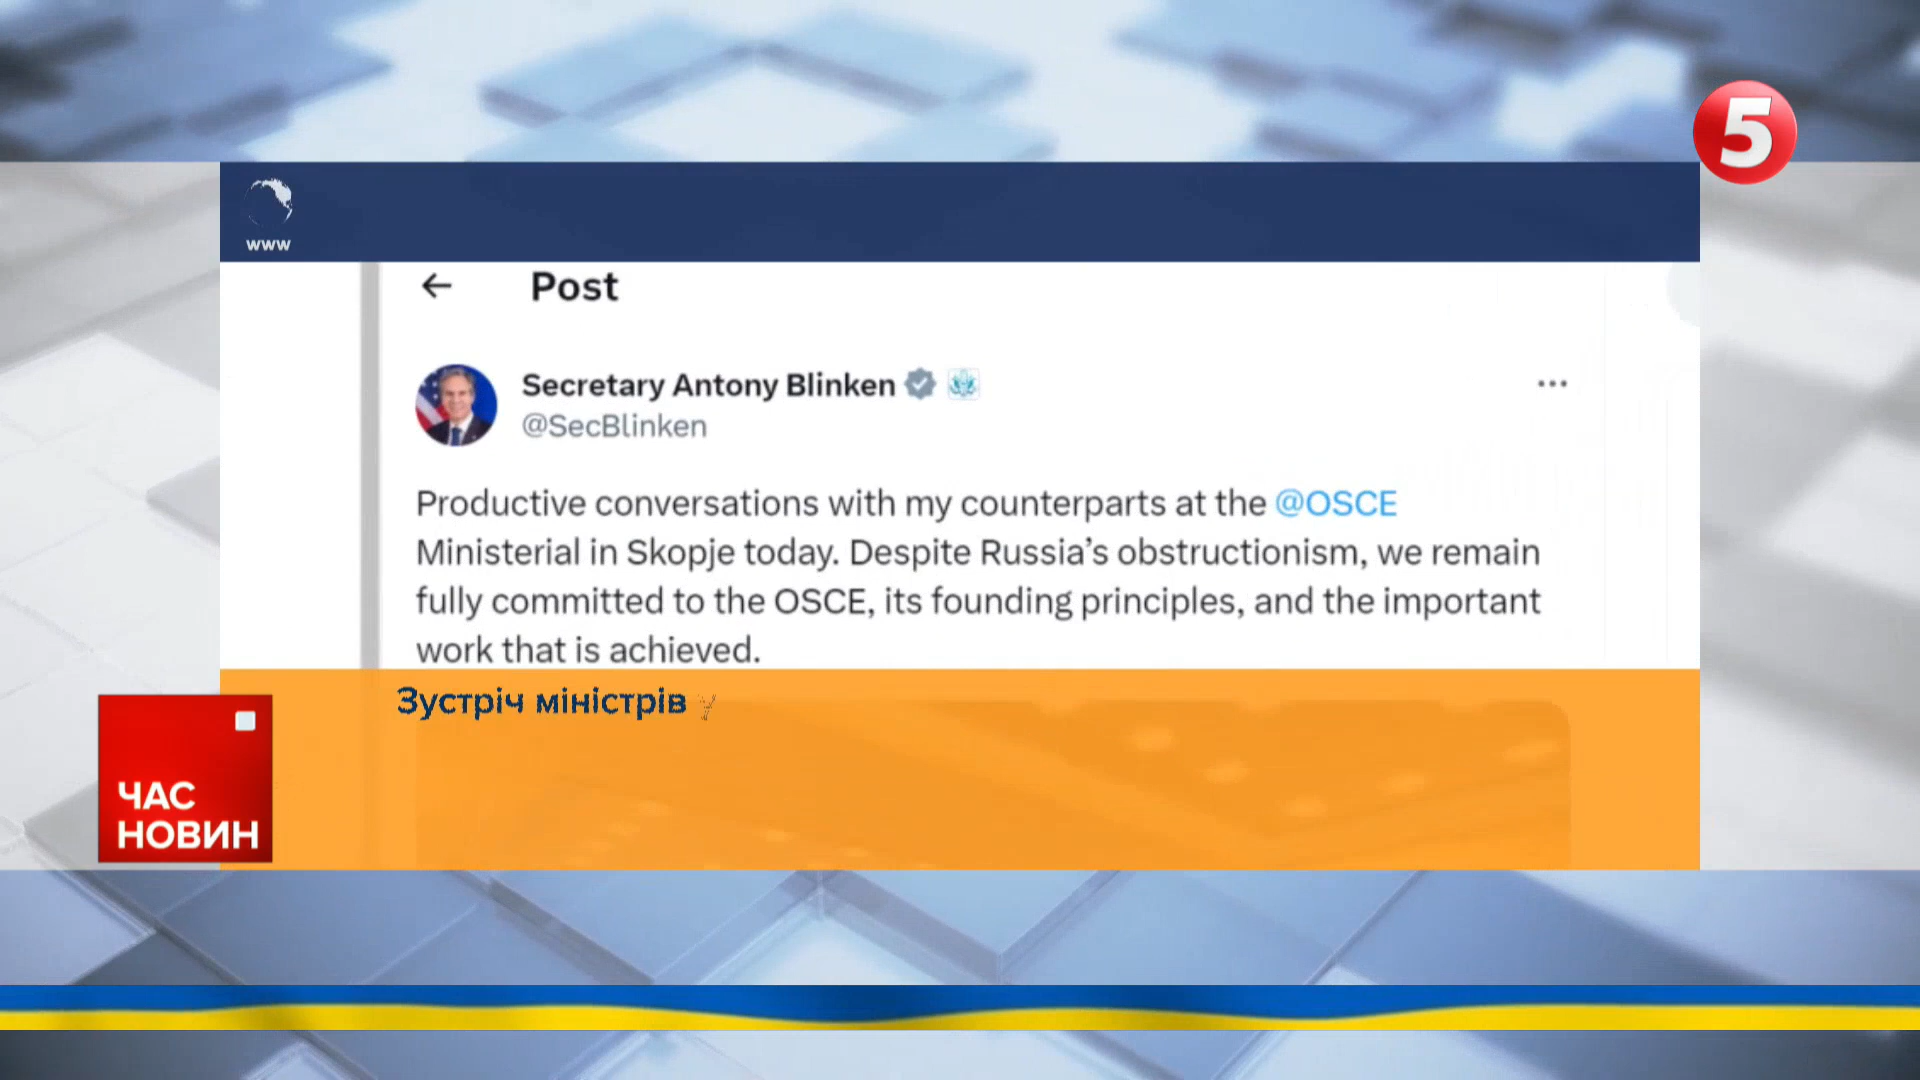 5
www
Post
Secretary Antony Blinken
@SecBlinken
Productive conversations with my counterparts at the @OSCE
Ministerial in Skopje today. Despite Russia’s obstructionism, we remain
fully committed to the OSCE, its founding principles, and the important
work that is achieved.
Зустріч міністрів
ЧАС
НОВИН